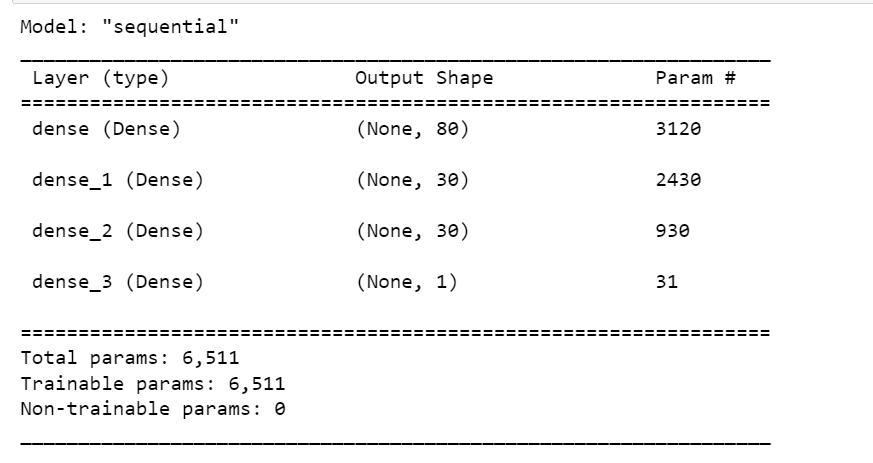 Model: "sequential"
_________________________________________________________________
Layer (type) Output Shape Param #
=================================================================
dense (Dense) (None, 80) 3120
dense_1 (Dense) (None, 30) 2430
dense_2 (Dense) (None, 30) 930
dense_3 (Dense) (None, 1) 31
=================================================================
Total params: 6,511
Trainable params: 6,511
Non-trainable params: 0
_________________________________________________________________